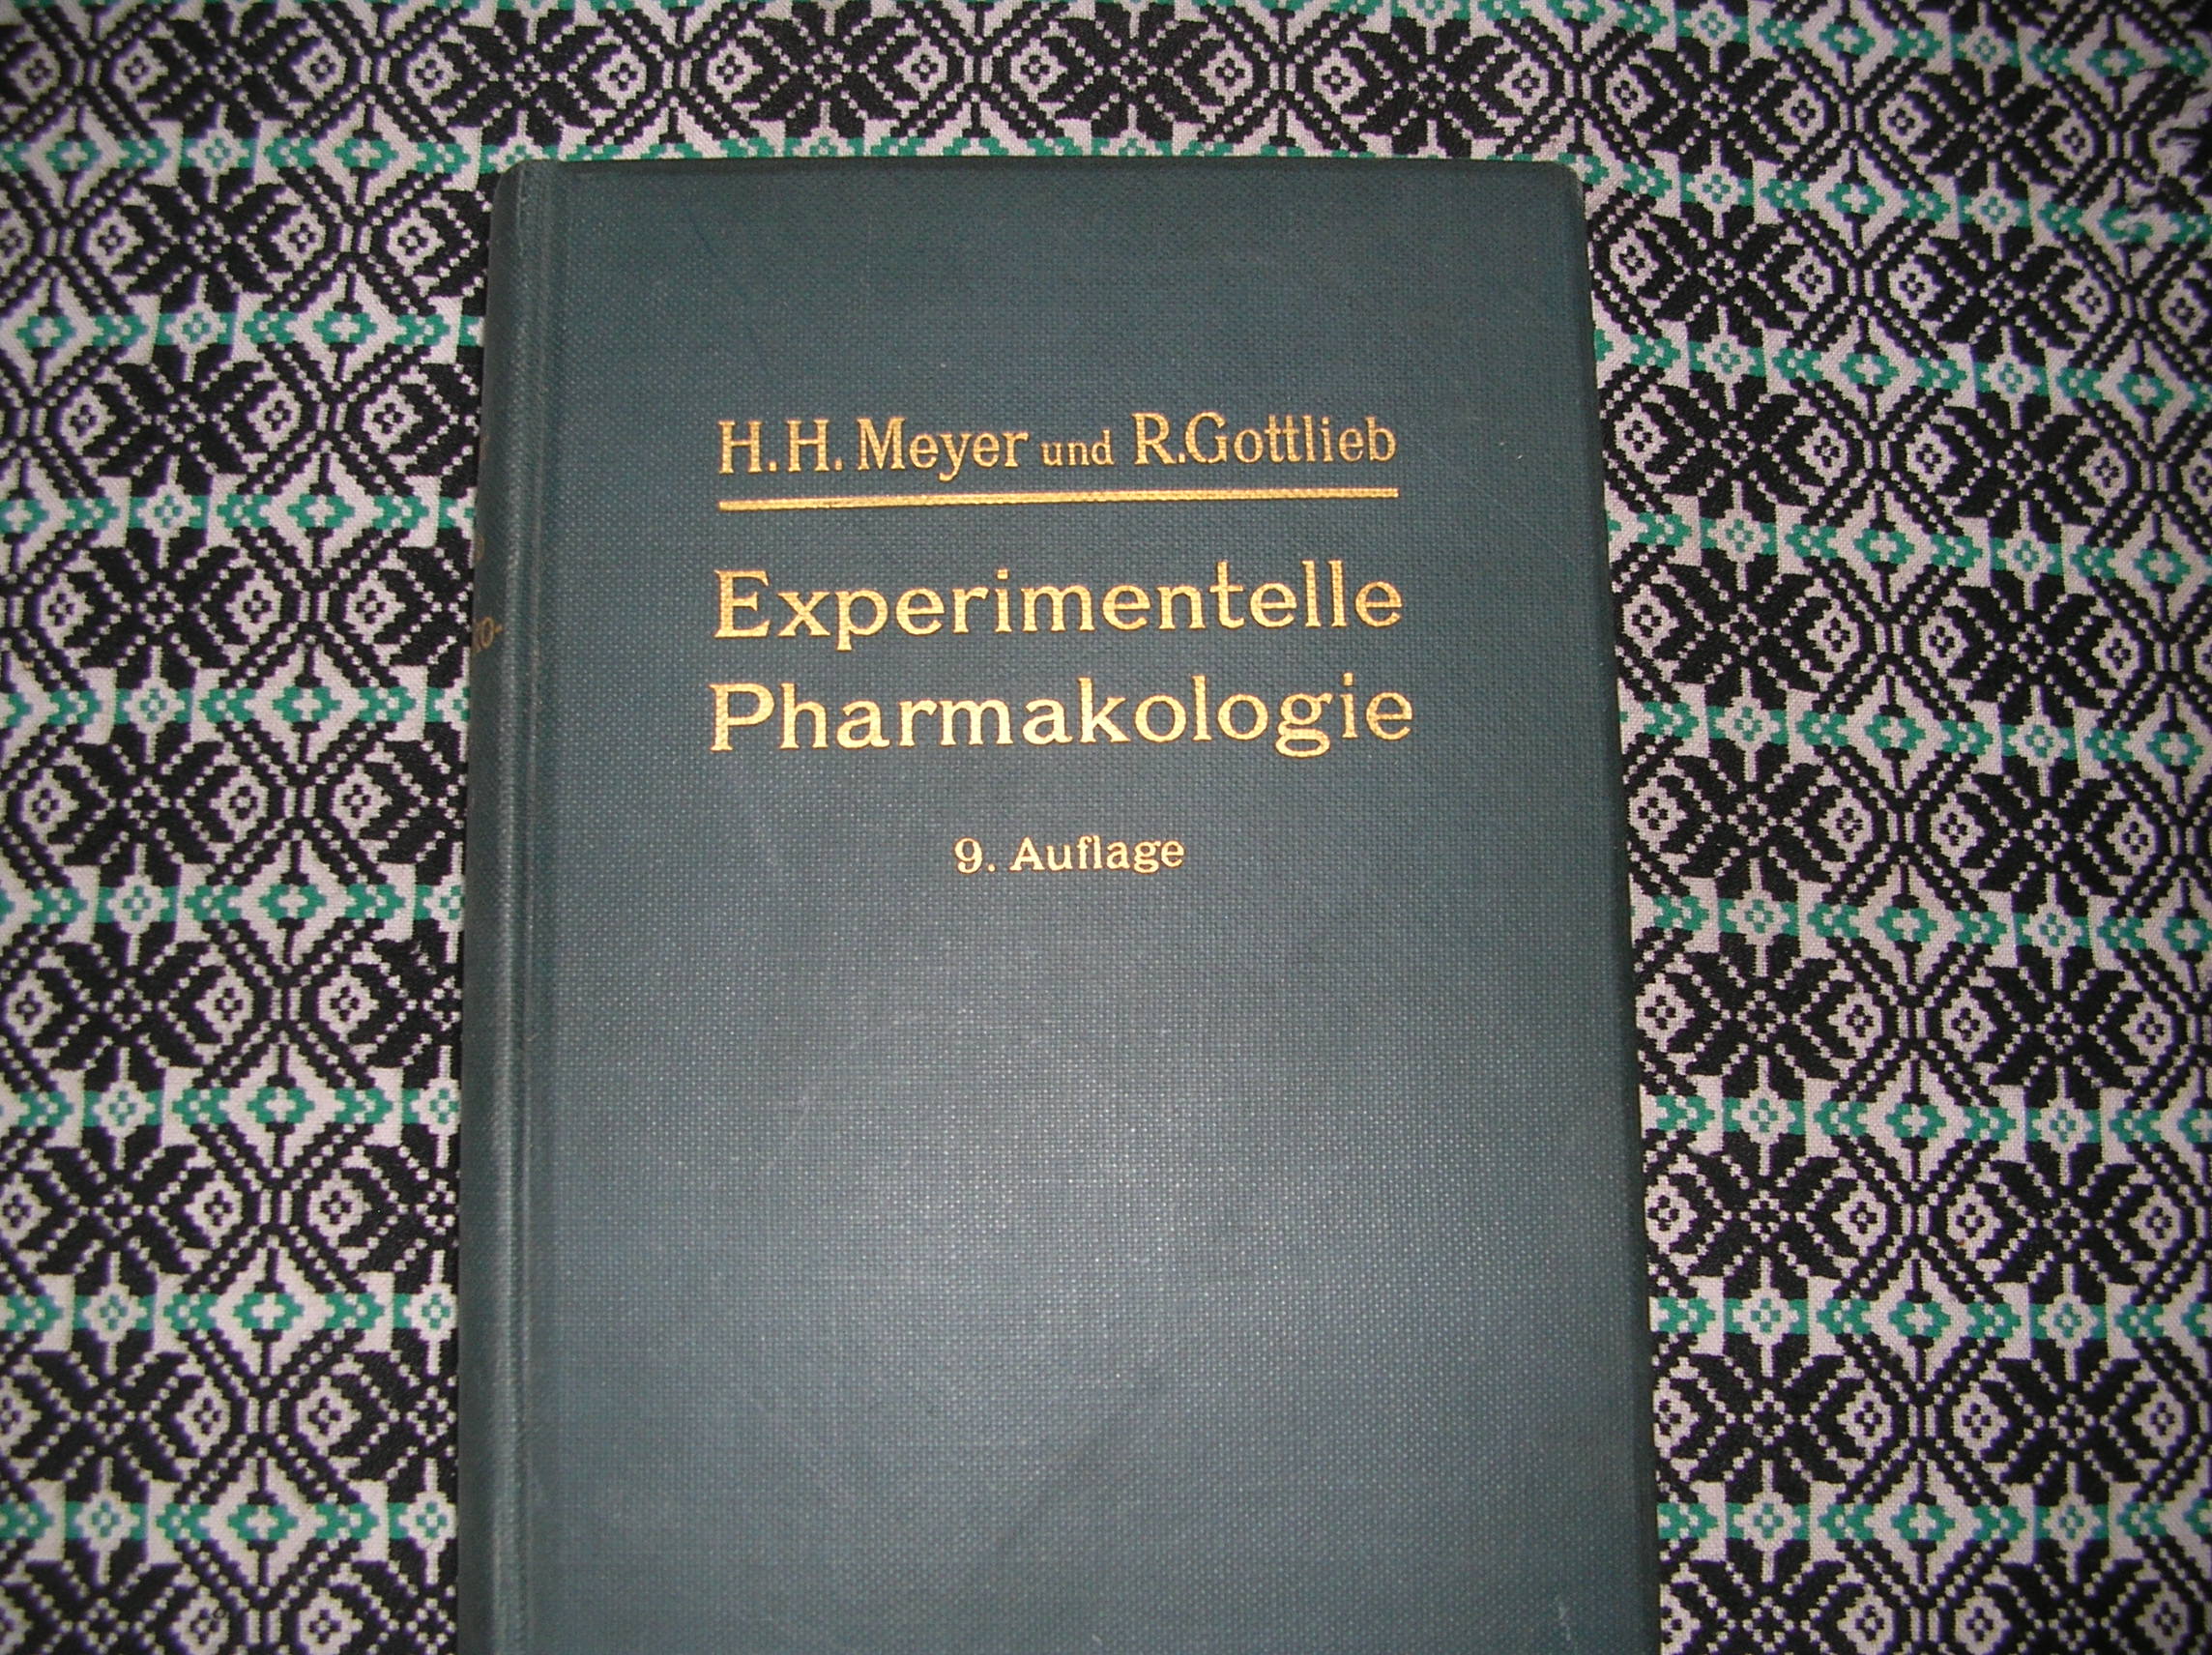 H. H. Meyer und R. Gottlieb
Experimentelle
Pharmakologie
9. Auflage